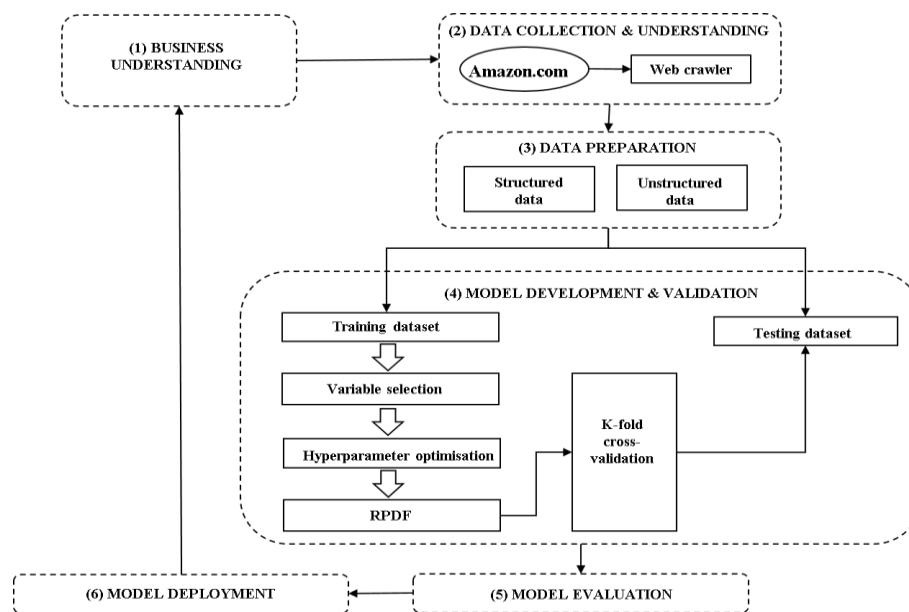 (1) BUSINESS
UNDERSTANDING
(2) DATA COLLECTION & UNDERSTANDING
Amazon.com
Web crawler
(3) DATA PREPARATION
Structured
data
Unstructured
data
(4) MODEL DEVELOPMENT & VALIDATION
Training dataset
Testing dataset
Variable selection
K-fold
cross-
validation
Hyperparameter optimisation
RPDF
(6) MODEL DEPLOYMENT
(5) MODEL EVALUATION